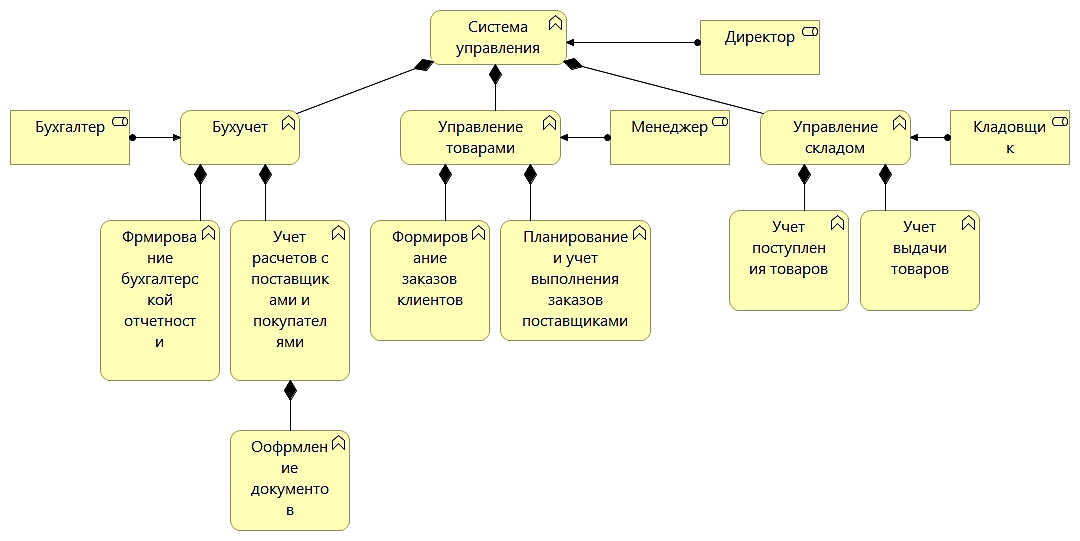 Система
управления
Директор
Бухгалтер
Бухучет
Управление
товарами
Менеджер
Управление
складом
Кладовщи
к
Фрмирова
ние
бухгалтерс
кой
отчетност
и
Учет
расчетов с
поставщик
ами и
покупател
ями
Формиров
ание
заказов
клиентов
Планирование
и учет
выполнения
заказов
поставщиками
Учет
поступлен
ия товаров
Учет
выдачи
товаров
Оофрмлен
ие
документо
в